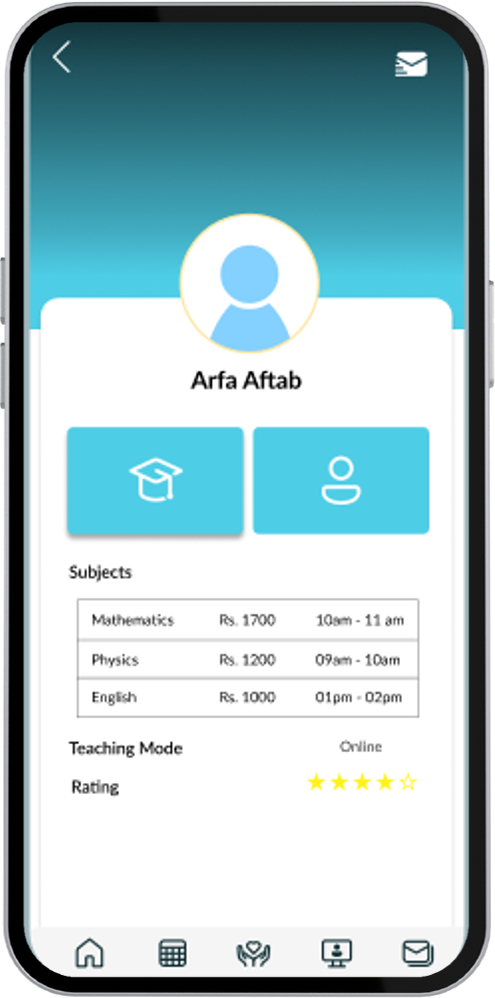 Arfa Aftab
Subjects
Mathematics Rs. 1700 10am - 11 am
Physics Rs. 1200 09am - 10am
English Rs. 1000 01pm - 02pm
Teaching Mode Online
Rating